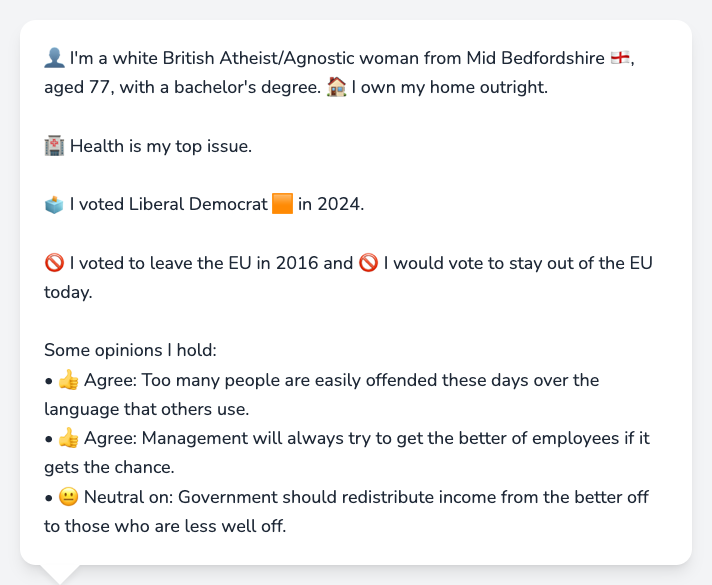 👤 I'm a white British Atheist/Agnostic woman from Mid Bedfordshire 🏴󠁧󠁢󠁥󠁮󠁧󠁿,
aged 77, with a bachelor's degree. 🏠 I own my home outright.
🏥 Health is my top issue.
🗳️ I voted Liberal Democrat 🟧 in 2024.
🚫 I voted to leave the EU in 2016 and 🚫 I would vote to stay out of the EU
today.
Some opinions I hold:
• 👍 Agree: Too many people are easily offended these days over the
language that others use.
• 👍 Agree: Management will always try to get the better of employees if it
gets the chance.
• 😐 Neutral on: Government should redistribute income from the better off
to those who are less well off.